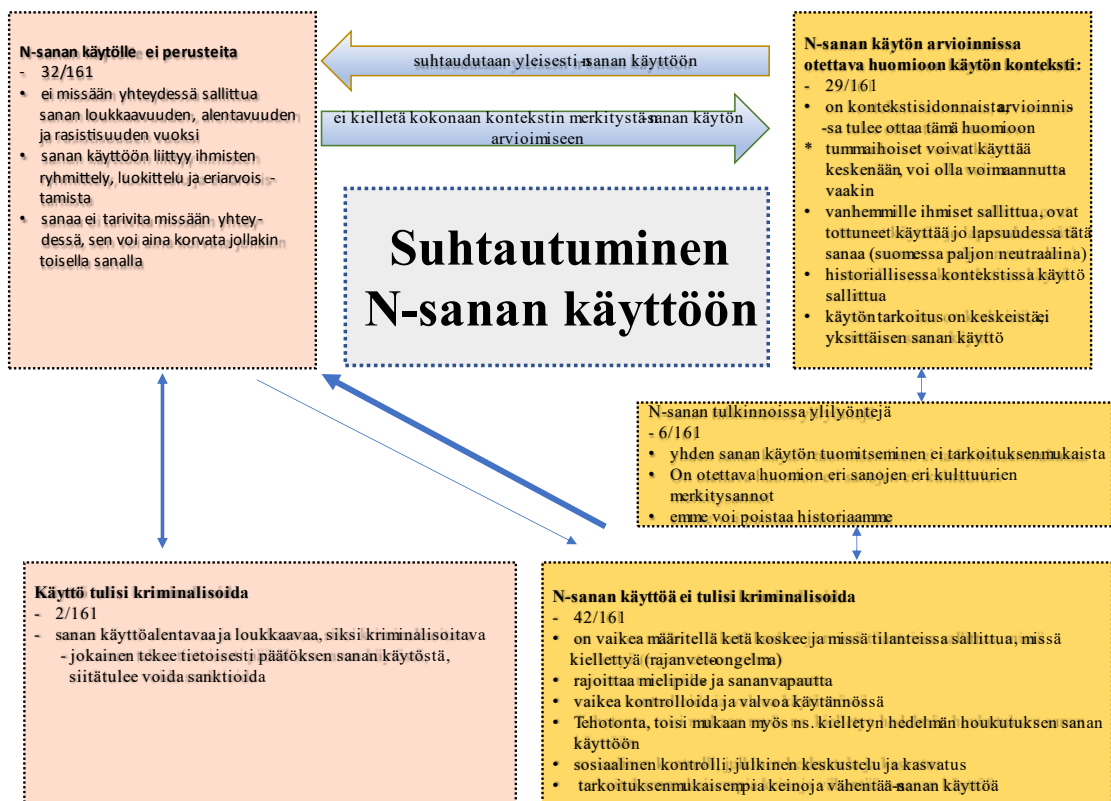 N-sanan käytölle ei perusteita
- 32/161
• ei missään yhteydessä sallittua
sanan loukkaavuuden, alentavuuden
ja rasistisuuden vuoksi
• sanan käyttöön liittyy ihmisten
ryhmittely, luokittelu ja eriarvois -
tamista
• sanaa ei tarivita missään yhtey-
dessä, sen voi aina korvata jollakin
toisella sanalla
suhtaudutaan yleisesti n-sanan käyttöön
ei kielletä kokonaan kontekstin merkitystä n-sanan käytön
arvioimiseen
Suhtautuminen
N-sanan käyttöön
N-sanan käytön arvioinnissa
otettava huomioon käytön konteksti:
- 29/161
• on kontekstisidonnaista, arvioinnis-
-sa tulee ottaa tämä huomioon
* tummaihoiset voivat käyttää
keskenään, voi olla voimaannutta-
vaakin
• vanhemmille ihmiset sallittua, ovat
tottuneet käyttää jo lapsuudessa tätä
sanaa (suomessa paljon neutraalina)
• historiallisessa kontekstissa käyttö
sallittua
• käytön tarkoitus on keskeistä, ei
yksittäisen sanan käyttö
N-sanan tulkinnoissa ylilyöntejä
- 6/161
• yhden sanan käytön tuomitseminen ei tarkoituksenmukaista
• On otettava huomion eri sanojen eri kulttuurien
merkitysannot
• emme voi poistaa historiaamme
Käyttö tulisi kriminalisoida
- 2/161
- sanan käyttö alentavaa ja loukkaavaa, siksi kriminalisoitava
- jokainen tekee tietoisesti päätöksen sanan käytöstä,
siitä tulee voida sanktioida
N-sanan käyttöä ei tulisi kriminalisoida
- 42/161
• on vaikea määritellä ketä koskee ja missä tilanteissa sallittua, missä
kiellettyä (rajanveto-ongelma)
• rajoittaa mielipide- ja sananvapautta
• vaikea kontrolloida ja valvoa käytännössä
• Tehotonta, toisi mukaan myös ns. kielletyn hedelmän houkutuksen sanan
käyttöön
• sosiaalinen kontrolli, julkinen keskustelu ja kasvatus
• tarkoituksenmukaisempia keinoja vähentää n-sanan käyttöä